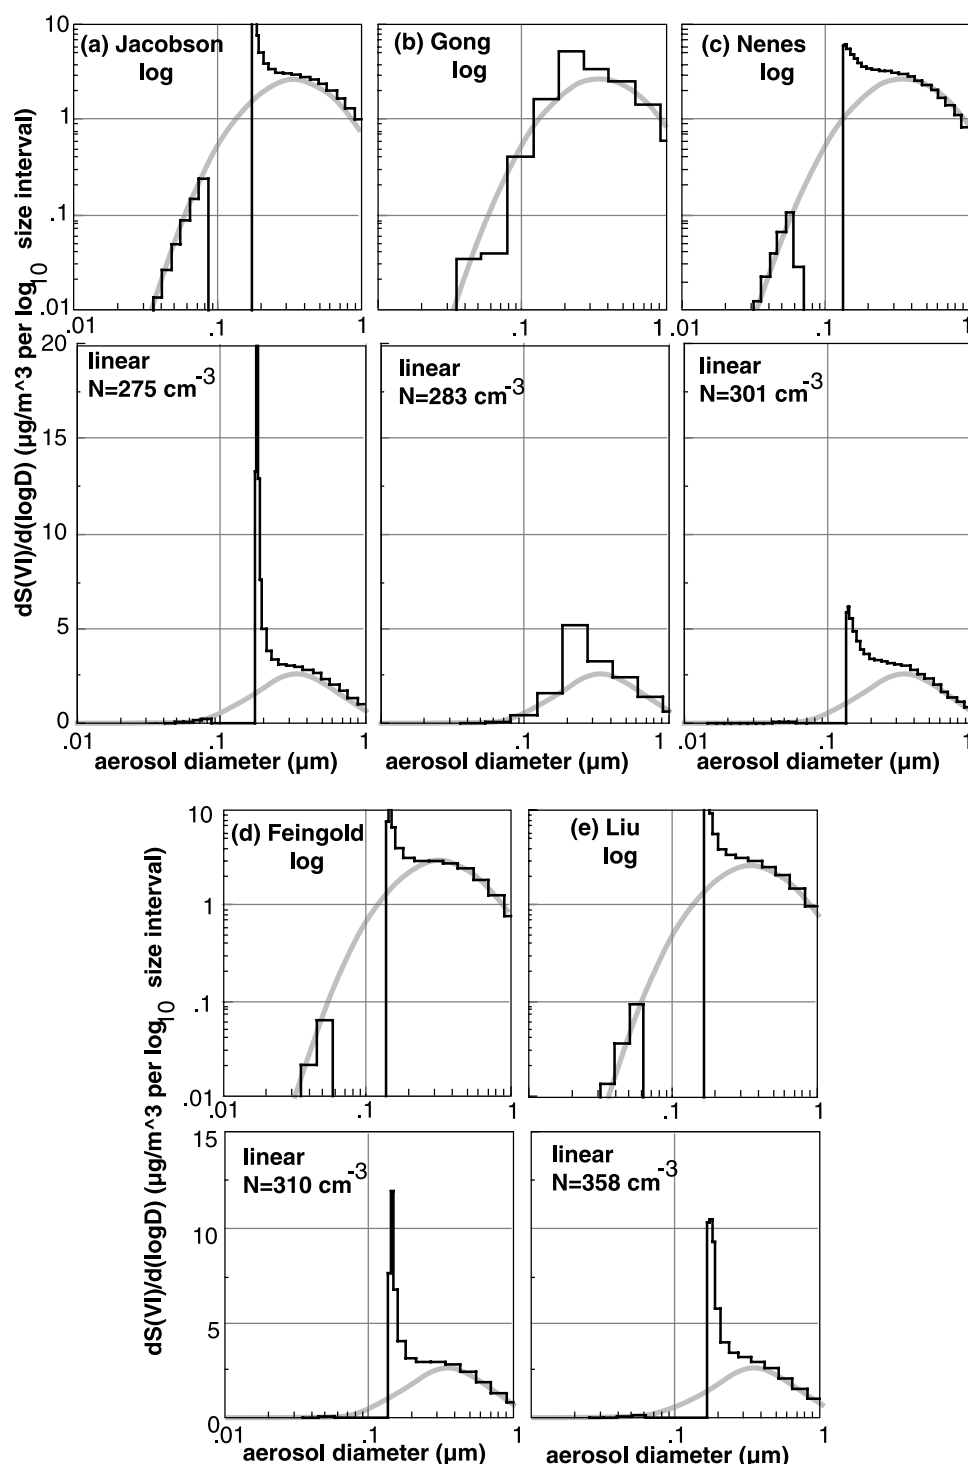 dS(VI)/d(logD) (µg/m^3 per log10 size interval)
(a) Jacobson
log
10
1
.1
.01
.01
.1
1
(b) Gong
log
.1
1
(c) Nenes
log
.01
.1
1
linear
N=275 cm-3
20
15
10
5
0
.01
.1
1
aerosol diameter (µm)
linear
N=283 cm-3
.1
1
aerosol diameter (µm)
linear
N=301 cm-3
.01
.1
1
aerosol diameter (µm)
dS(VI)/d(logD) (µg/m^3 per log10 size interval)
(d) Feingold
log
10
1
.1
.01
.01
.1
1
(e) Liu
log
.1
1
linear
N=310 cm-3
15
10
5
0
.01
.1
1
aerosol diameter (µm)
linear
N=358 cm-3
.1
1
aerosol diameter (µm)